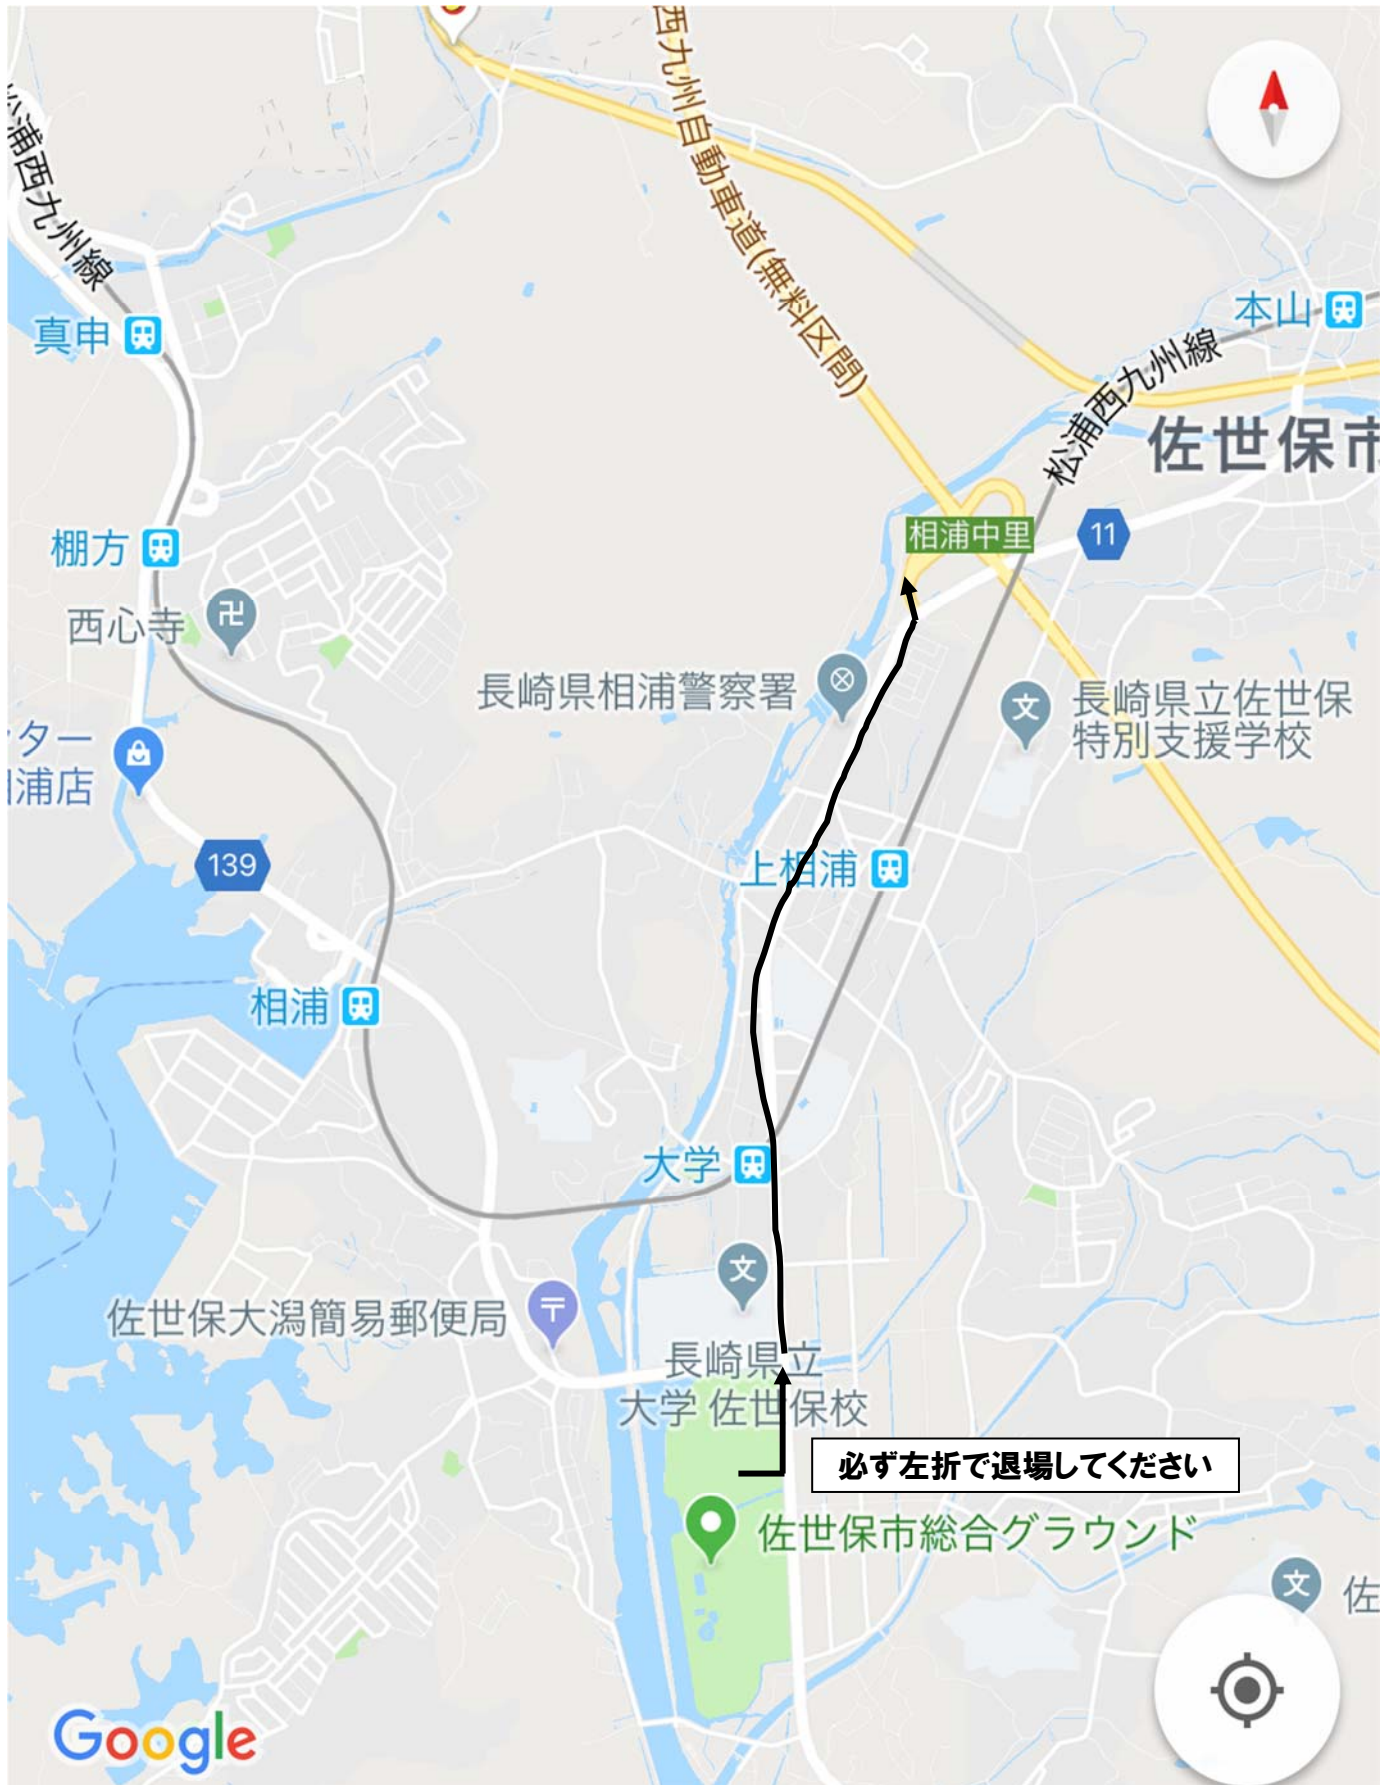 西九州自動車道(無料区間)
松浦西九州線
真申
本山
松浦西九州線
佐世保市
棚方
相浦中里
11
西心寺
長崎県相浦警察署
長崎県立佐世保
特別支援学校
ンター
相浦店
139
上相浦
相浦
大学
文
文
佐世保大潟簡易郵便局
長崎県立
大学 佐世保校
必ず左折で退場してください
佐世保市総合グラウンド
文
佐
Google